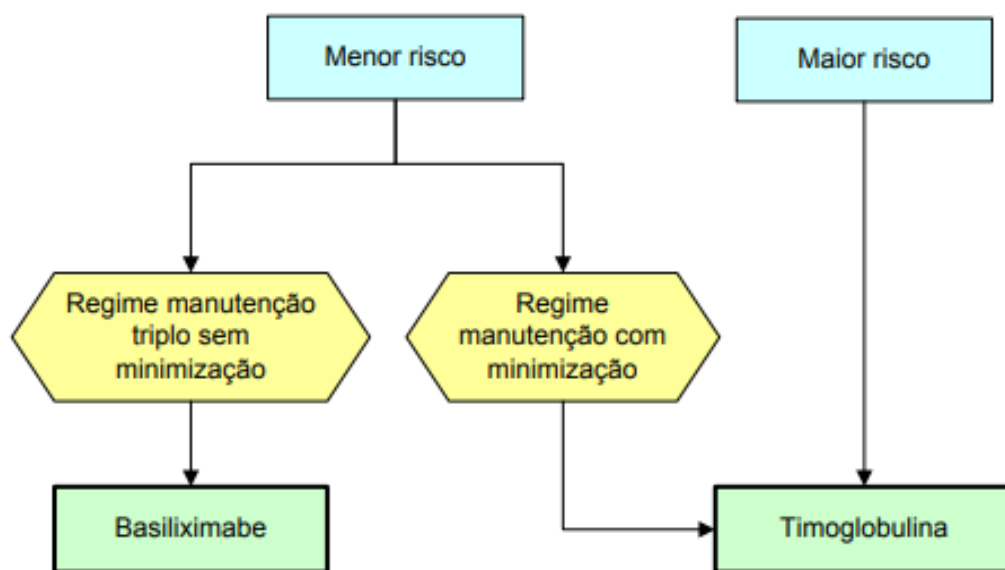 Menor risco
Maior risco
Regime manutenção
triplo sem
minimização
Regime
manutenção com
minimização
Basiliximabe
Timoglobulina